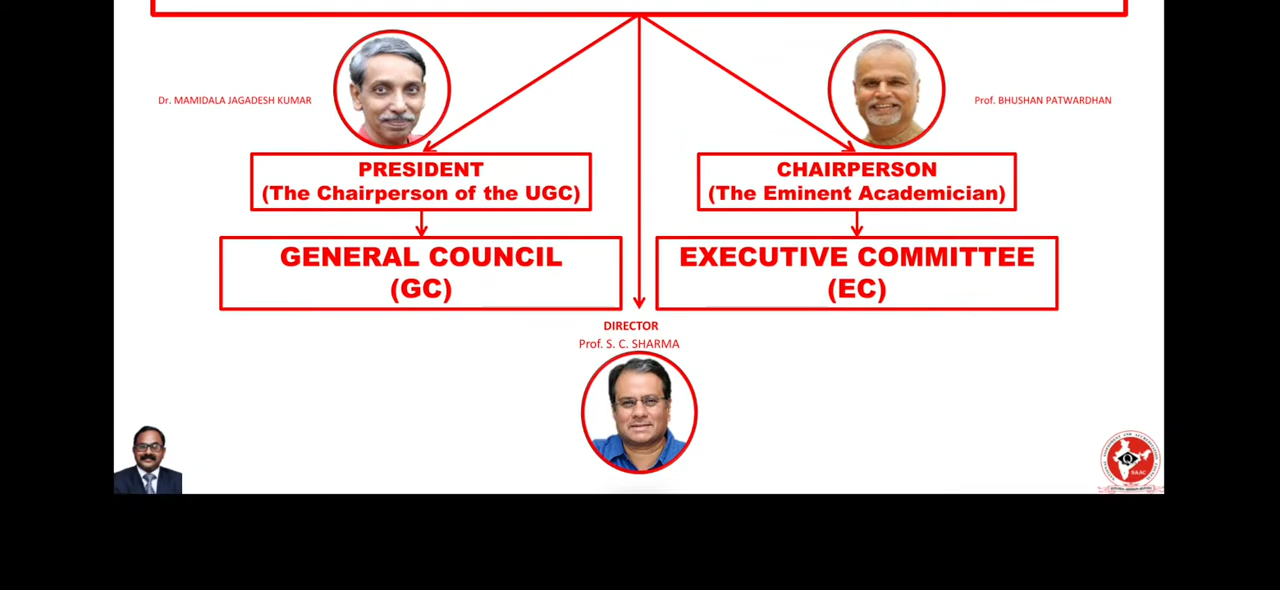 Dr. MAMIDALA JAGADESH KUMAR
Prof. BHUSHAN PATWARDHAN
PRESIDENT
(The Chairperson of the UGC)
CHAIRPERSON
(The Eminent Academician)
GENERAL COUNCIL
(GC)
EXECUTIVE COMMITTEE
(EC)
DIRECTOR
Prof. S. C. SHARMA
NAAC